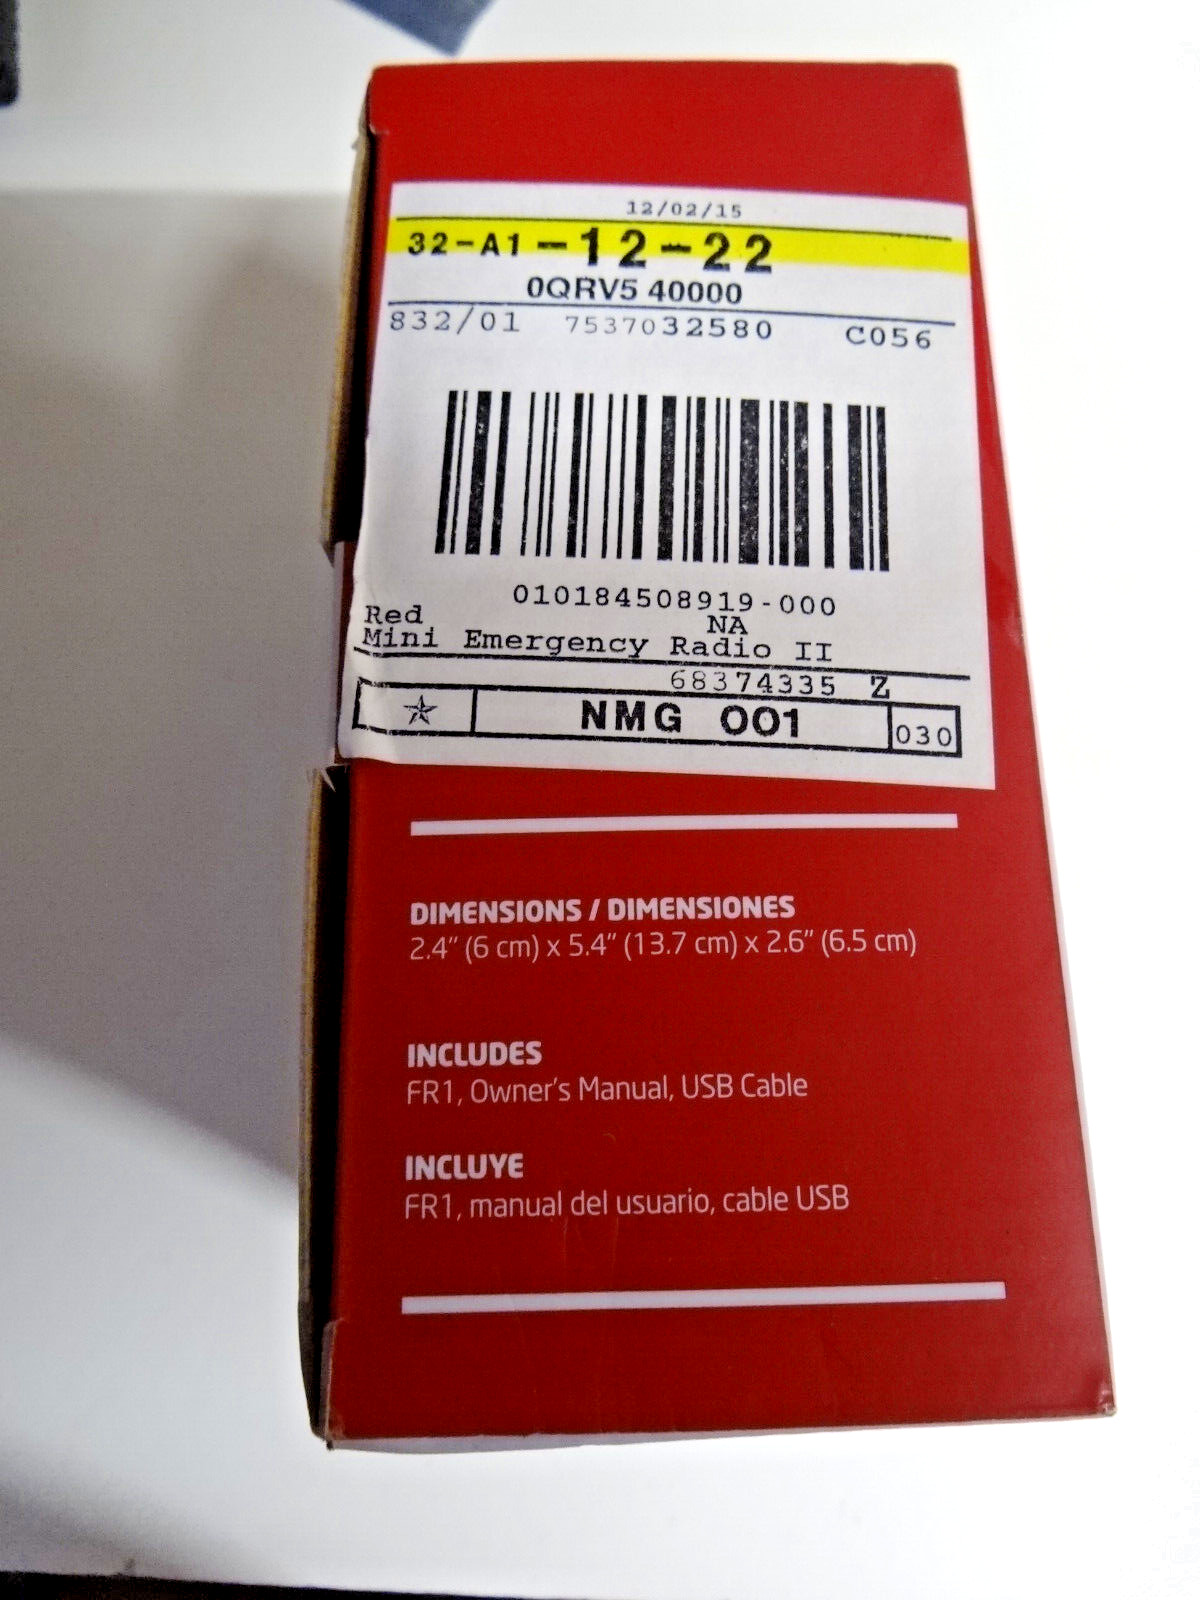 12/02/15
32-A1-12-22
0QRV5 40000
832/01 7537032580 C056
010184508919-000
Red NA
Mini Emergency Radio II
68374335 Z
NMG 001 030
DIMENSIONS / DIMENSIONES
2.4" (6 cm) x 5.4" (13.7 cm) x 2.6" (6.5 cm)
INCLUDES
FR1, Owner's Manual, USB Cable
INCLUYE
FR1, manual del usuario, cable USB